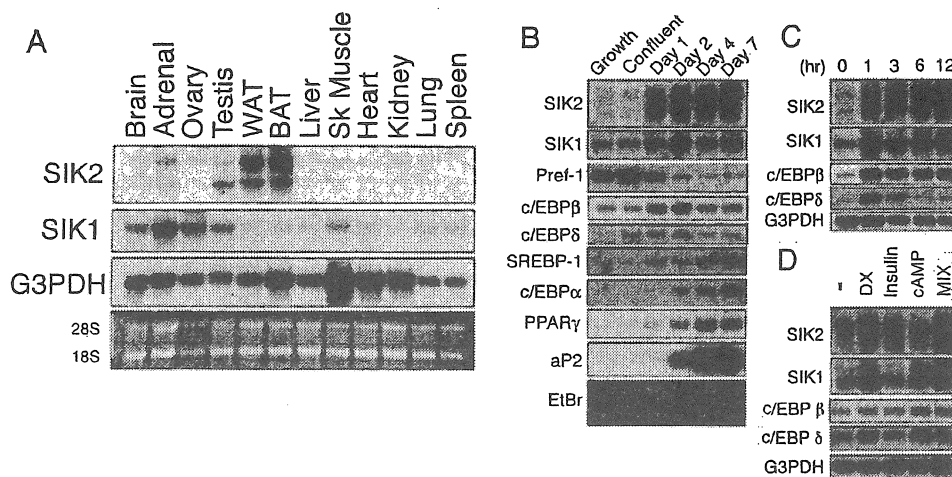 A
Brain
Adrenal
Ovary
Testis
WAT
BAT
Liver
Sk Muscle
Heart
Kidney
Lung
Spleen
SIK2
SIK1
G3PDH
28S
18S
B
Growth
Confluent
Day 1
Day 2
Day 4
Day 7
SIK2
SIK1
Pref-1
c/EBPβ
c/EBPδ
SREBP-1
c/EBPα
PPARγ
aP2
EtBr
C
(hr) 0 1 3 6 12
SIK2
SIK1
c/EBPβ
c/EBPδ
G3PDH
D
-
DX
Insulin
cAMP
MIX
SIK2
SIK1
c/EBP β
c/EBP δ
G3PDH